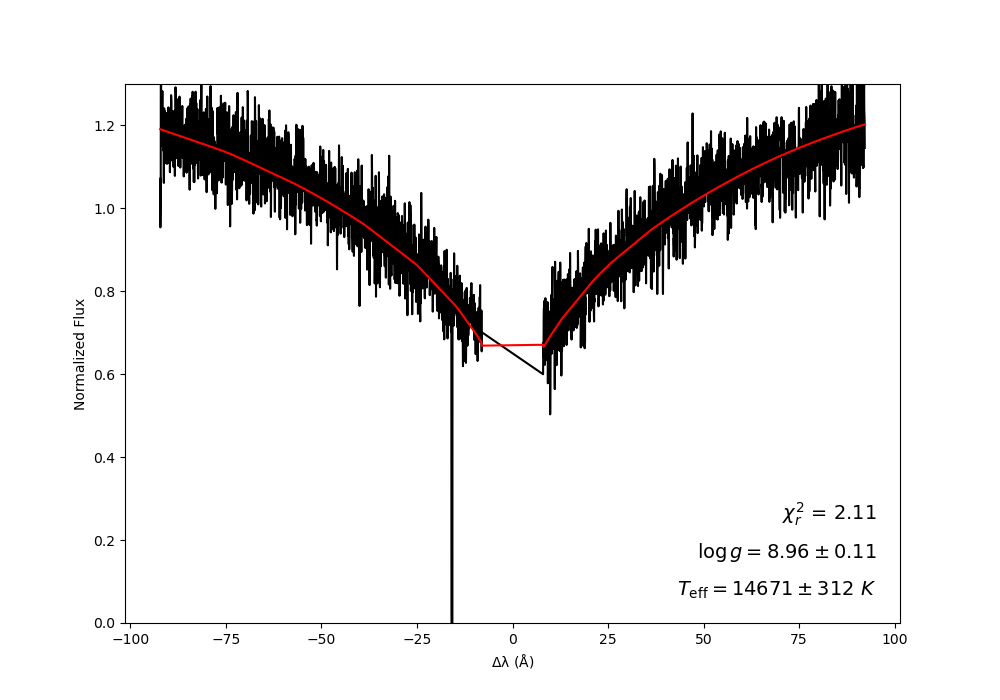 1.2
1.0
0.8
0.6
0.4
0.2
0.0
Normalized Flux
χ²ᵣ = 2.11
log g = 8.96 ± 0.11
T_eff = 14671 ± 312 K
−100 −75 −50 −25 0 25 50 75 100
Δλ (Å)